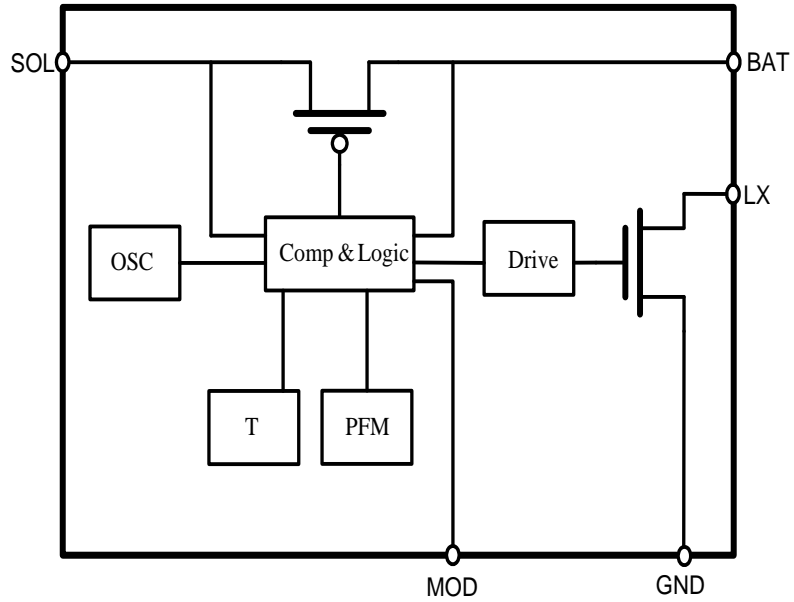 SOL
BAT
LX
OSC
Comp & Logic
Drive
T
PFM
MOD
GND